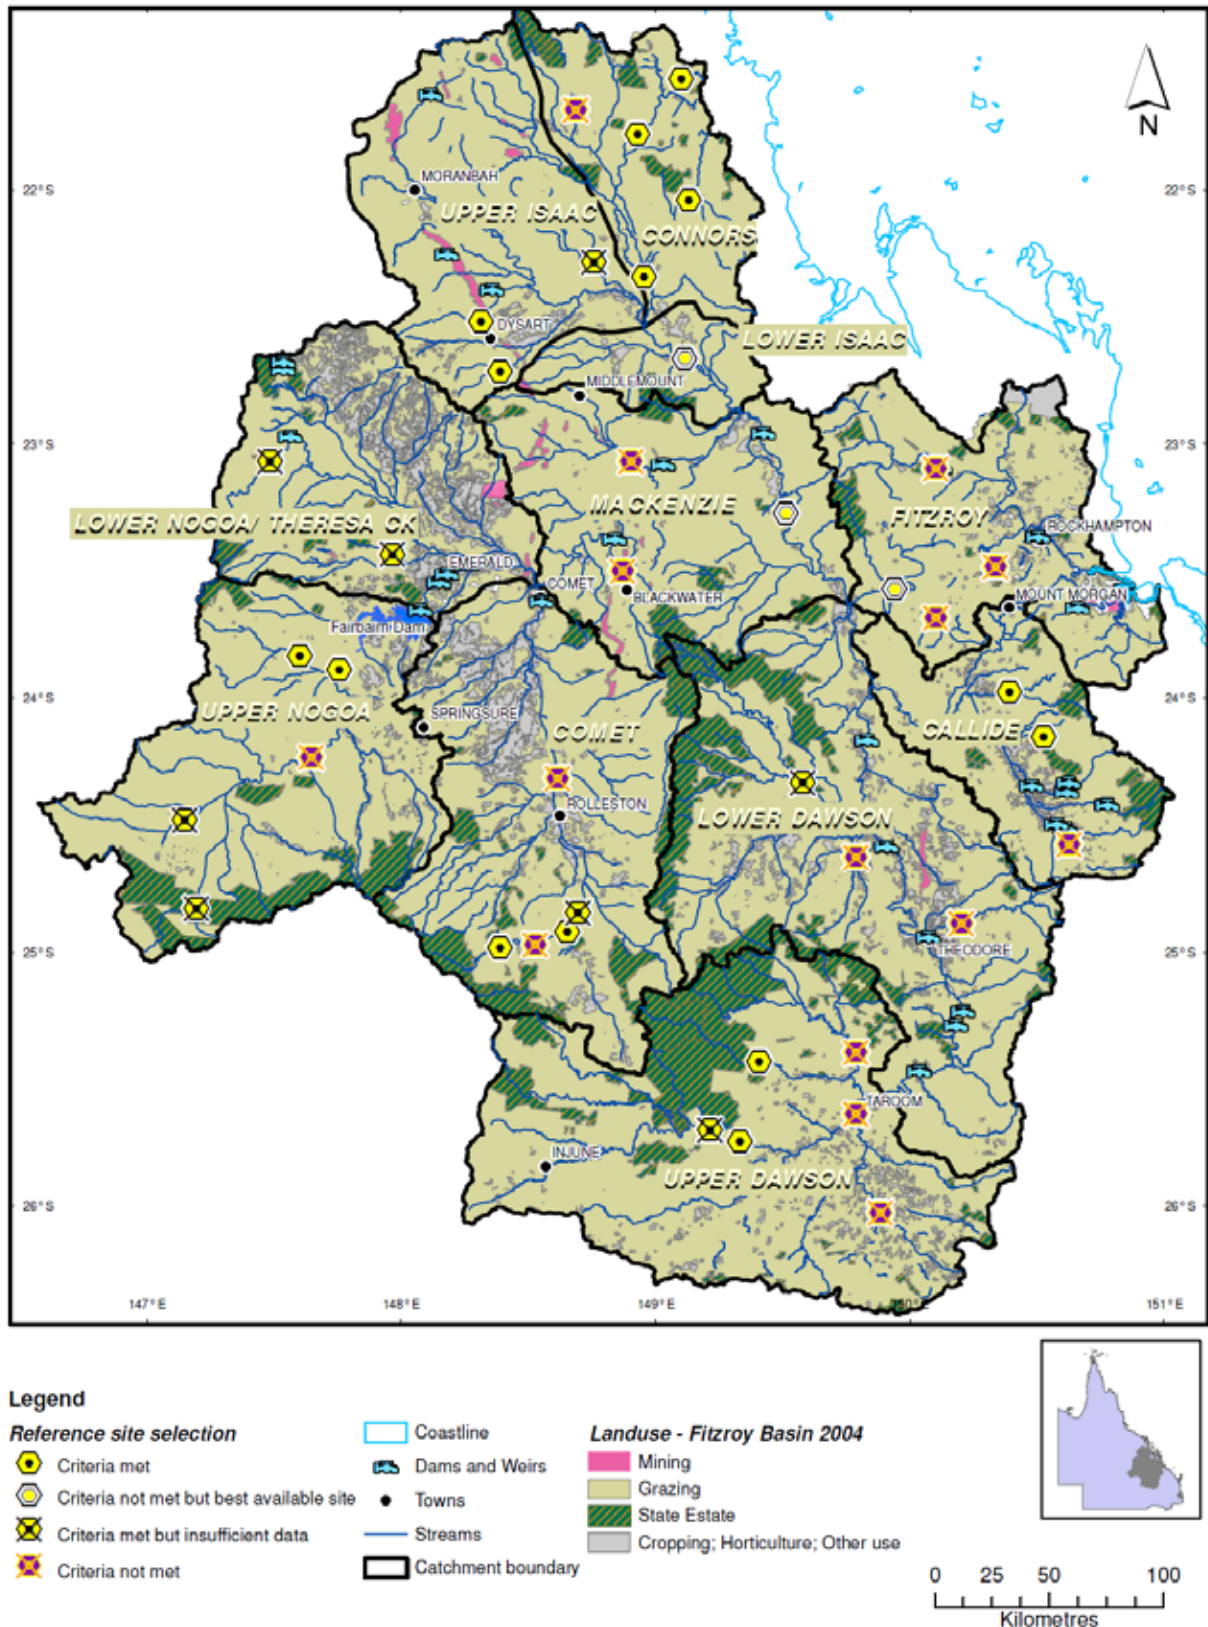 N
22°S
MORANBAH
UPPER ISAAC
CONNORS
22°S
DYSART
LOWER ISAAC
MIDDLEMOUNT
23°S
23°S
MACKENZIE
FITZROY
LOWER NOGOA/ THERESA CK
ROCKHAMPTON
EMERALD
COMET
BLACKWATER
MOUNT MORGAN
Fairbairn Dam
24°S
UPPER NOGOA
SPRINGSURE
COMET
CALLIDE
24°S
ROLLESTON
LOWER DAWSON
25°S
THEODORE
25°S
TAROOM
INJUNE
UPPER DAWSON
26°S
26°S
147°E
148°E
149°E
150°E
151°E
Legend
Reference site selection
Criteria met
Criteria not met but best available site
Criteria met but insufficient data
Criteria not met
Coastline
Dams and Weirs
Towns
Streams
Catchment boundary
Landuse - Fitzroy Basin 2004
Mining
Grazing
State Estate
Cropping; Horticulture; Other use
0 25 50 100
Kilometres